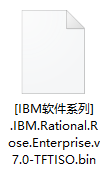 [IBM软件系列]
.IBM.Rational.R
ose.Enterprise.v
7.0-TFTISO.bin